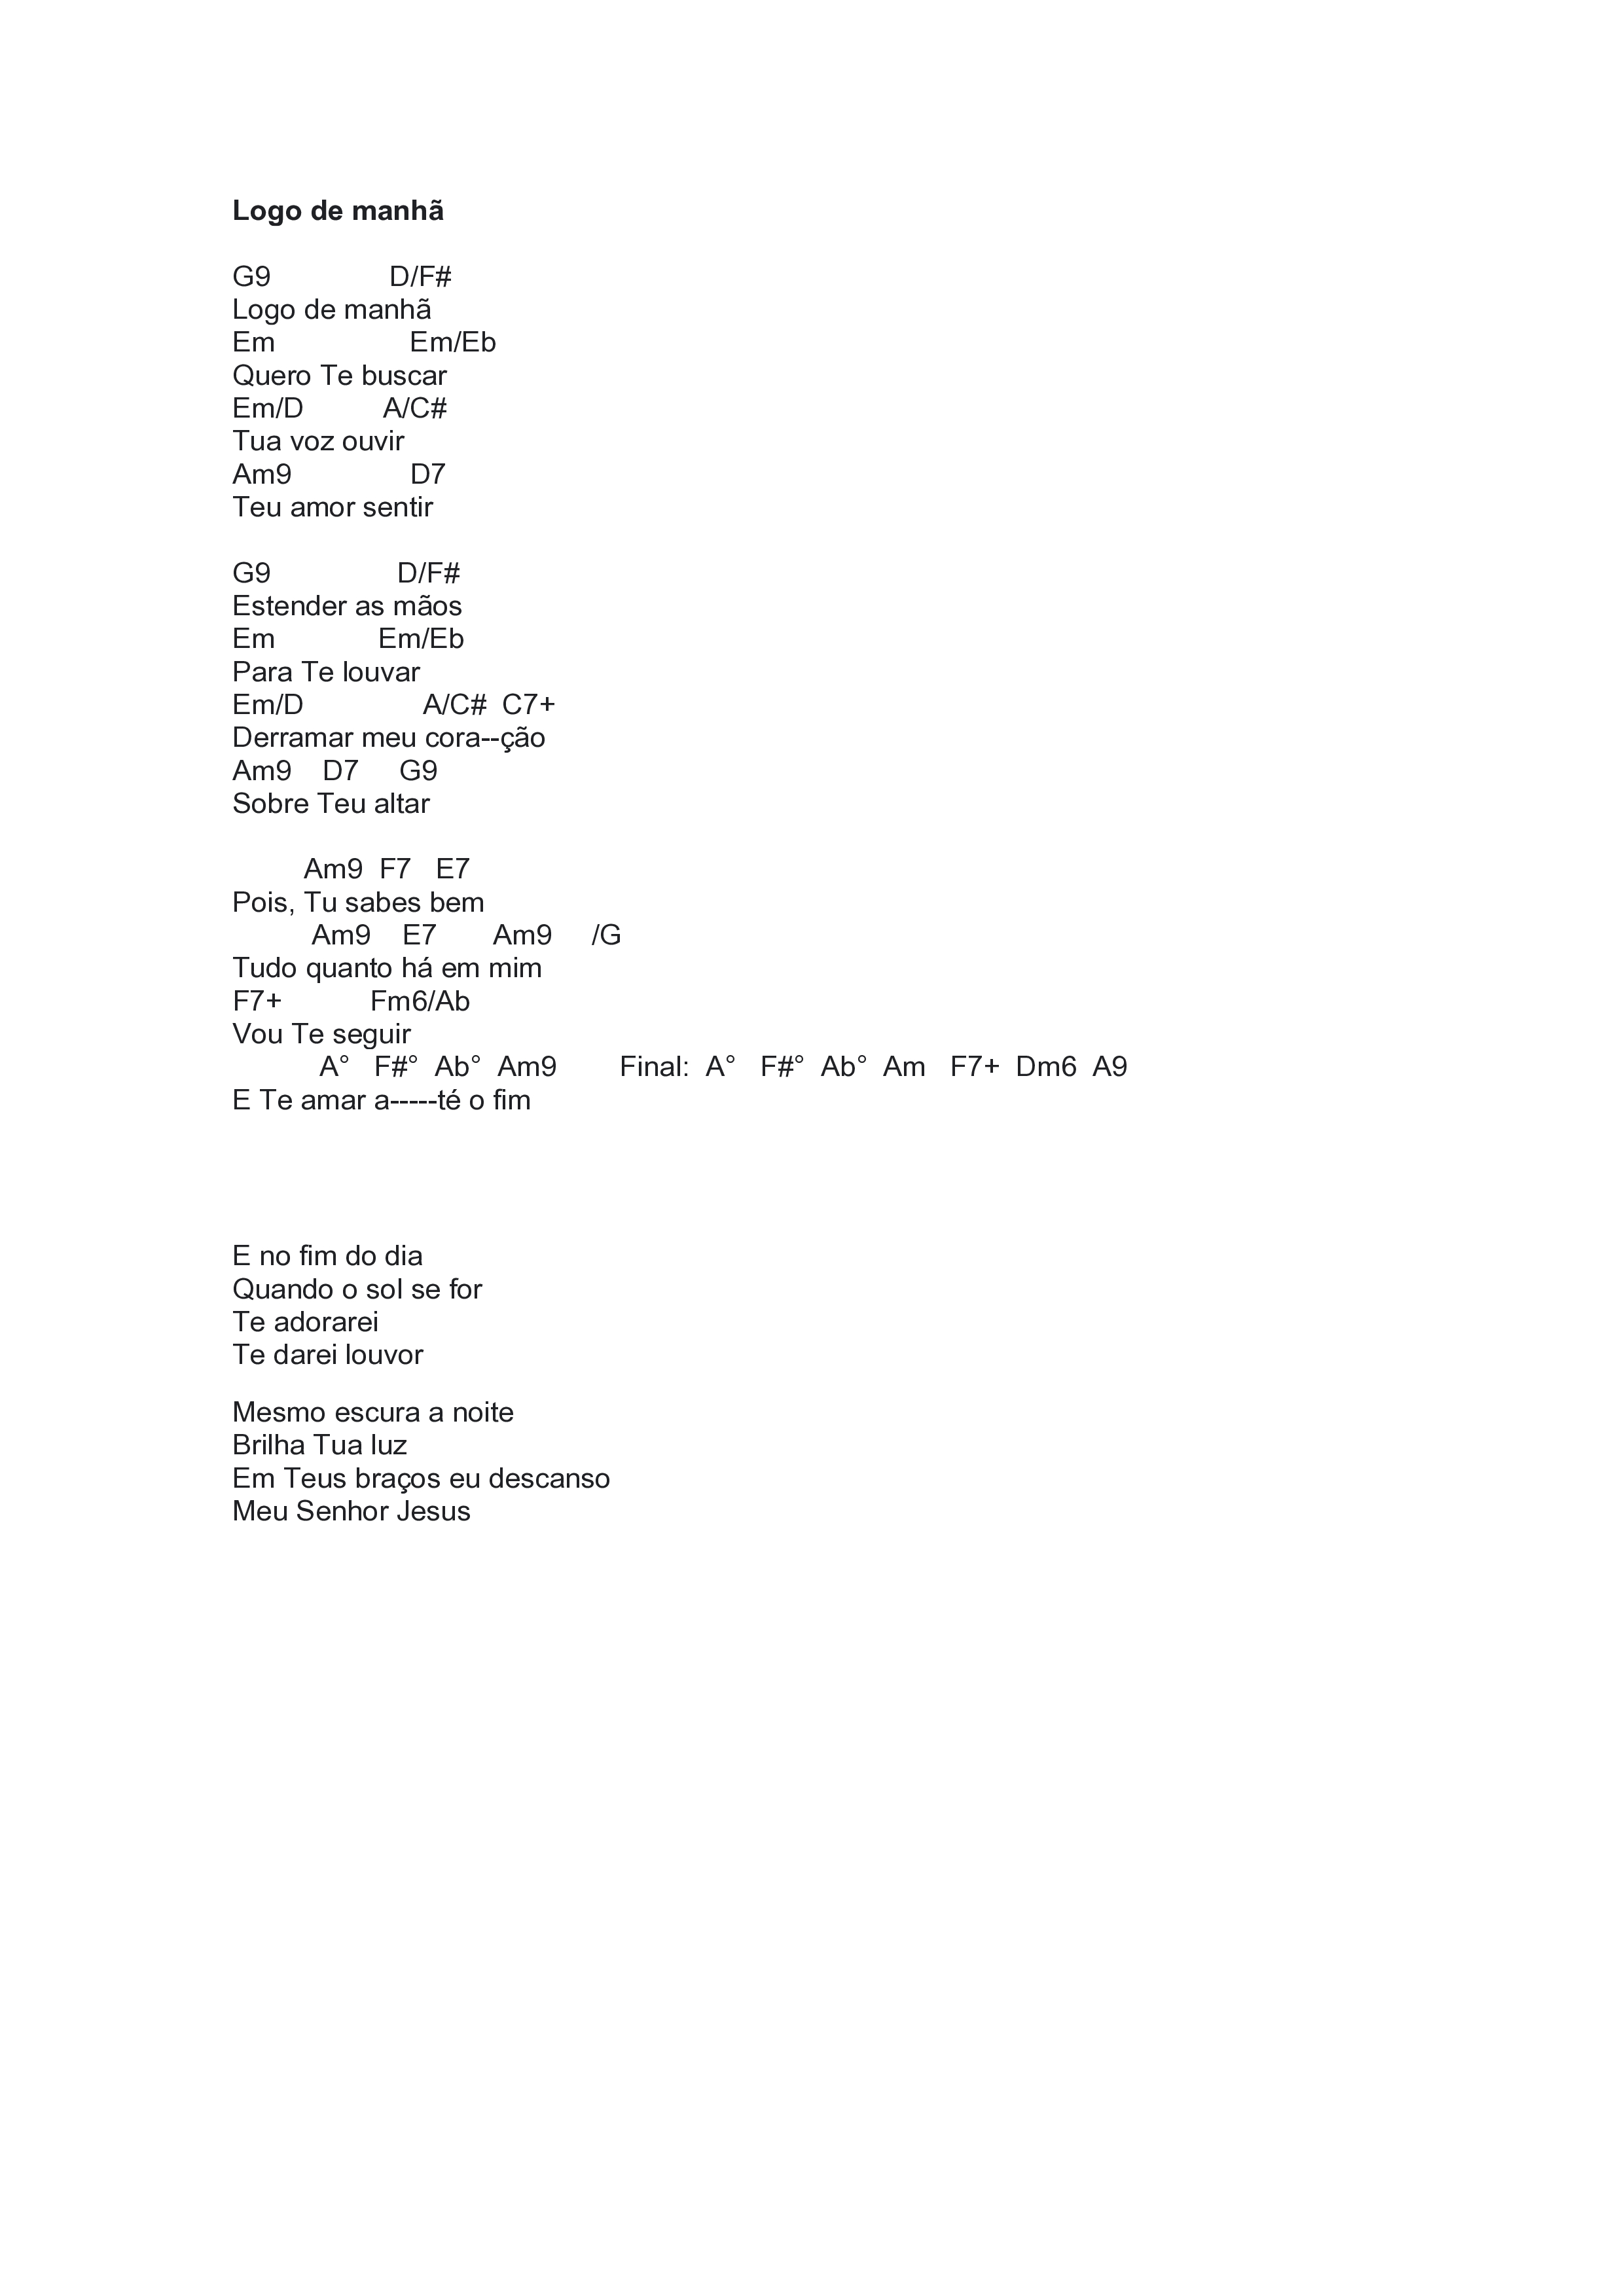 Logo de manhã
G9 D/F#
Logo de manhã
Em Em/Eb
Quero Te buscar
Em/D A/C#
Tua voz ouvir
Am9 D7
Teu amor sentir
G9 D/F#
Estender as mãos
Em Em/Eb
Para Te louvar
Em/D A/C# C7+
Derramar meu cora--ção
Am9 D7 G9
Sobre Teu altar
Am9 F7 E7
Pois, Tu sabes bem
Am9 E7 Am9 /G
Tudo quanto há em mim
F7+ Fm6/Ab
Vou Te seguir
A° F#° Ab° Am9 Final: A° F#° Ab° Am F7+ Dm6 A9
E Te amar a-----té o fim
E no fim do dia
Quando o sol se for
Te adorarei
Te darei louvor
Mesmo escura a noite
Brilha Tua luz
Em Teus braços eu descanso
Meu Senhor Jesus